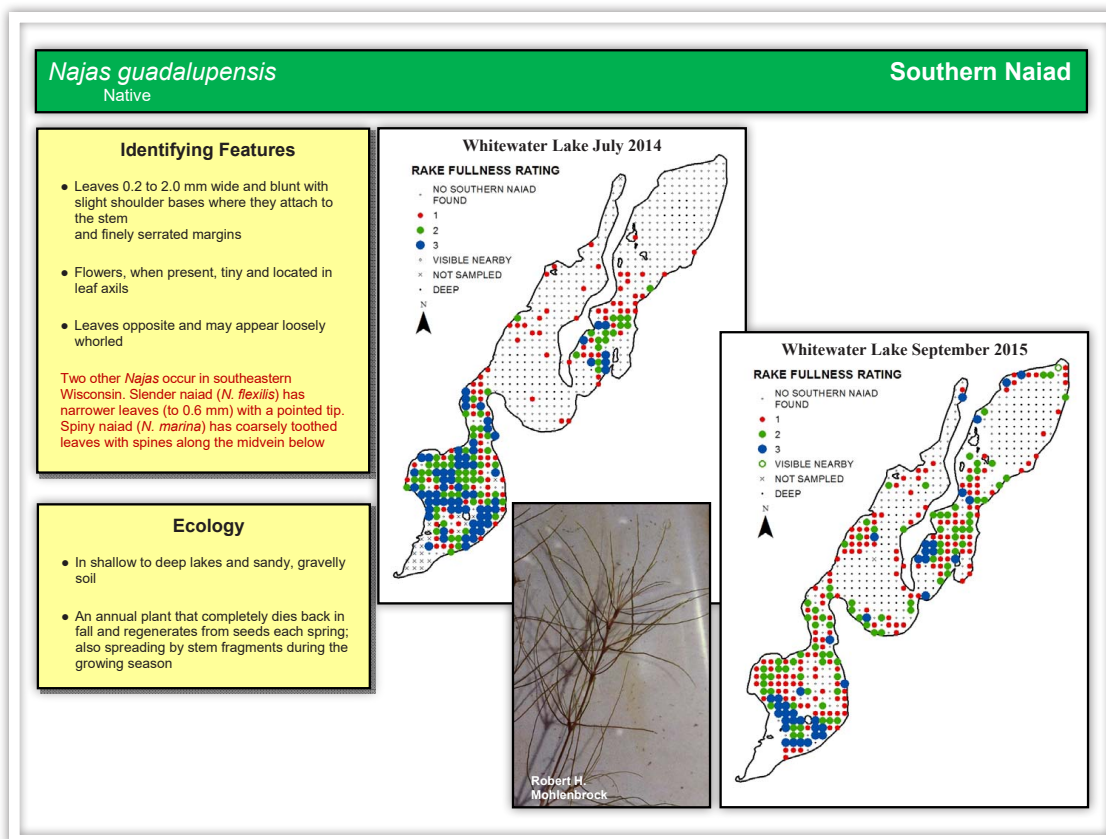 Najas guadalupensis
Native
Southern Naiad
Identifying Features
● Leaves 0.2 to 2.0 mm wide and blunt with
slight shoulder bases where they attach to
the stem
and finely serrated margins
● Flowers, when present, tiny and located in
leaf axils
● Leaves opposite and may appear loosely
whorled
Two other Najas occur in southeastern
Wisconsin. Slender naiad (N. flexilis) has
narrower leaves (to 0.6 mm) with a pointed tip.
Spiny naiad (N. marina) has coarsely toothed
leaves with spines along the midvein below
Ecology
● In shallow to deep lakes and sandy, gravelly
soil
● An annual plant that completely dies back in
fall and regenerates from seeds each spring;
also spreading by stem fragments during the
growing season
Whitewater Lake July 2014
RAKE FULLNESS RATING
NO SOUTHERN NAIAD
FOUND
1
2
3
VISIBLE NEARBY
NOT SAMPLED
DEEP
N
Robert H.
Mohlenbrock
Whitewater Lake September 2015
RAKE FULLNESS RATING
NO SOUTHERN NAIAD
FOUND
1
2
3
VISIBLE NEARBY
NOT SAMPLED
DEEP
N